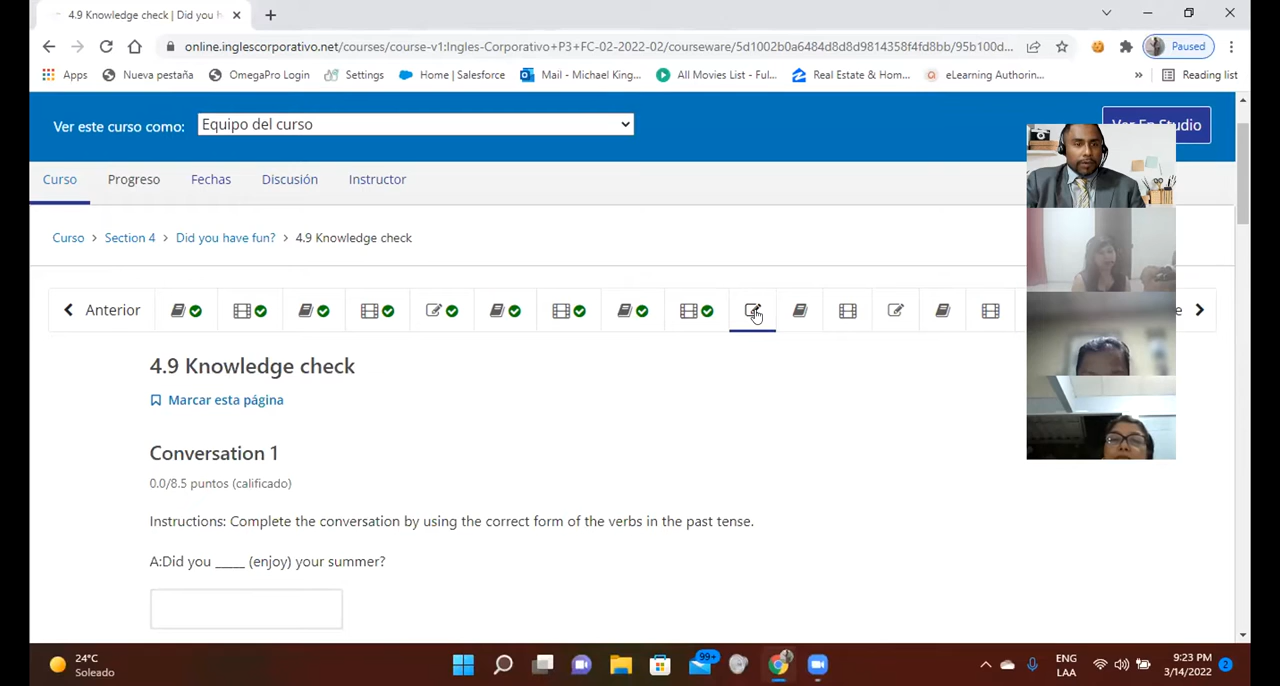 4.9 Knowledge check | Did you h
online.inglescorporativo.net/courses/course-v1:Ingles-Corporativo+P3+FC-02-2022-02/courseware/5d1002b0a6484d8d8d9814358f4fd8bb/95b100d...
Paused
Apps
Nueva pestaña
OmegaPro Login
Settings
Home | Salesforce
Mail - Michael King...
All Movies List - Ful...
Real Estate & Hom...
eLearning Authorin...
»
Reading list
Ver este curso como:
Equipo del curso
Ver En Studio
Curso
Progreso
Fechas
Discusión
Instructor
Curso > Section 4 > Did you have fun? > 4.9 Knowledge check
Anterior
e
4.9 Knowledge check
Marcar esta página
Conversation 1
0.0/8.5 puntos (calificado)
Instructions: Complete the conversation by using the correct form of the verbs in the past tense.
A:Did you _____ (enjoy) your summer?
24°C
Soleado
99+
ENG
LAA
9:23 PM
3/14/2022
2